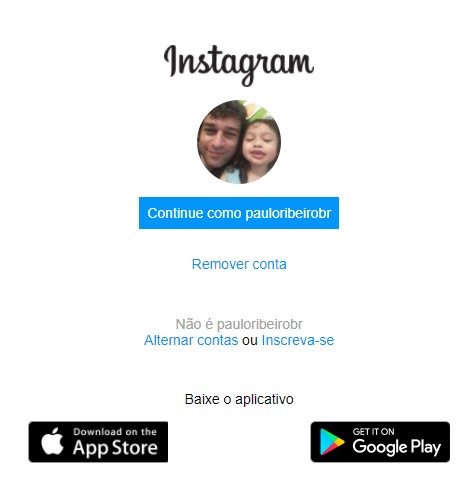 Instagram
Continue como pauloribeirobr
Remover conta
Não é pauloribeirobr
Alternar contas ou Inscreva-se
Baixe o aplicativo
Download on the
App Store
GET IT ON
Google Play